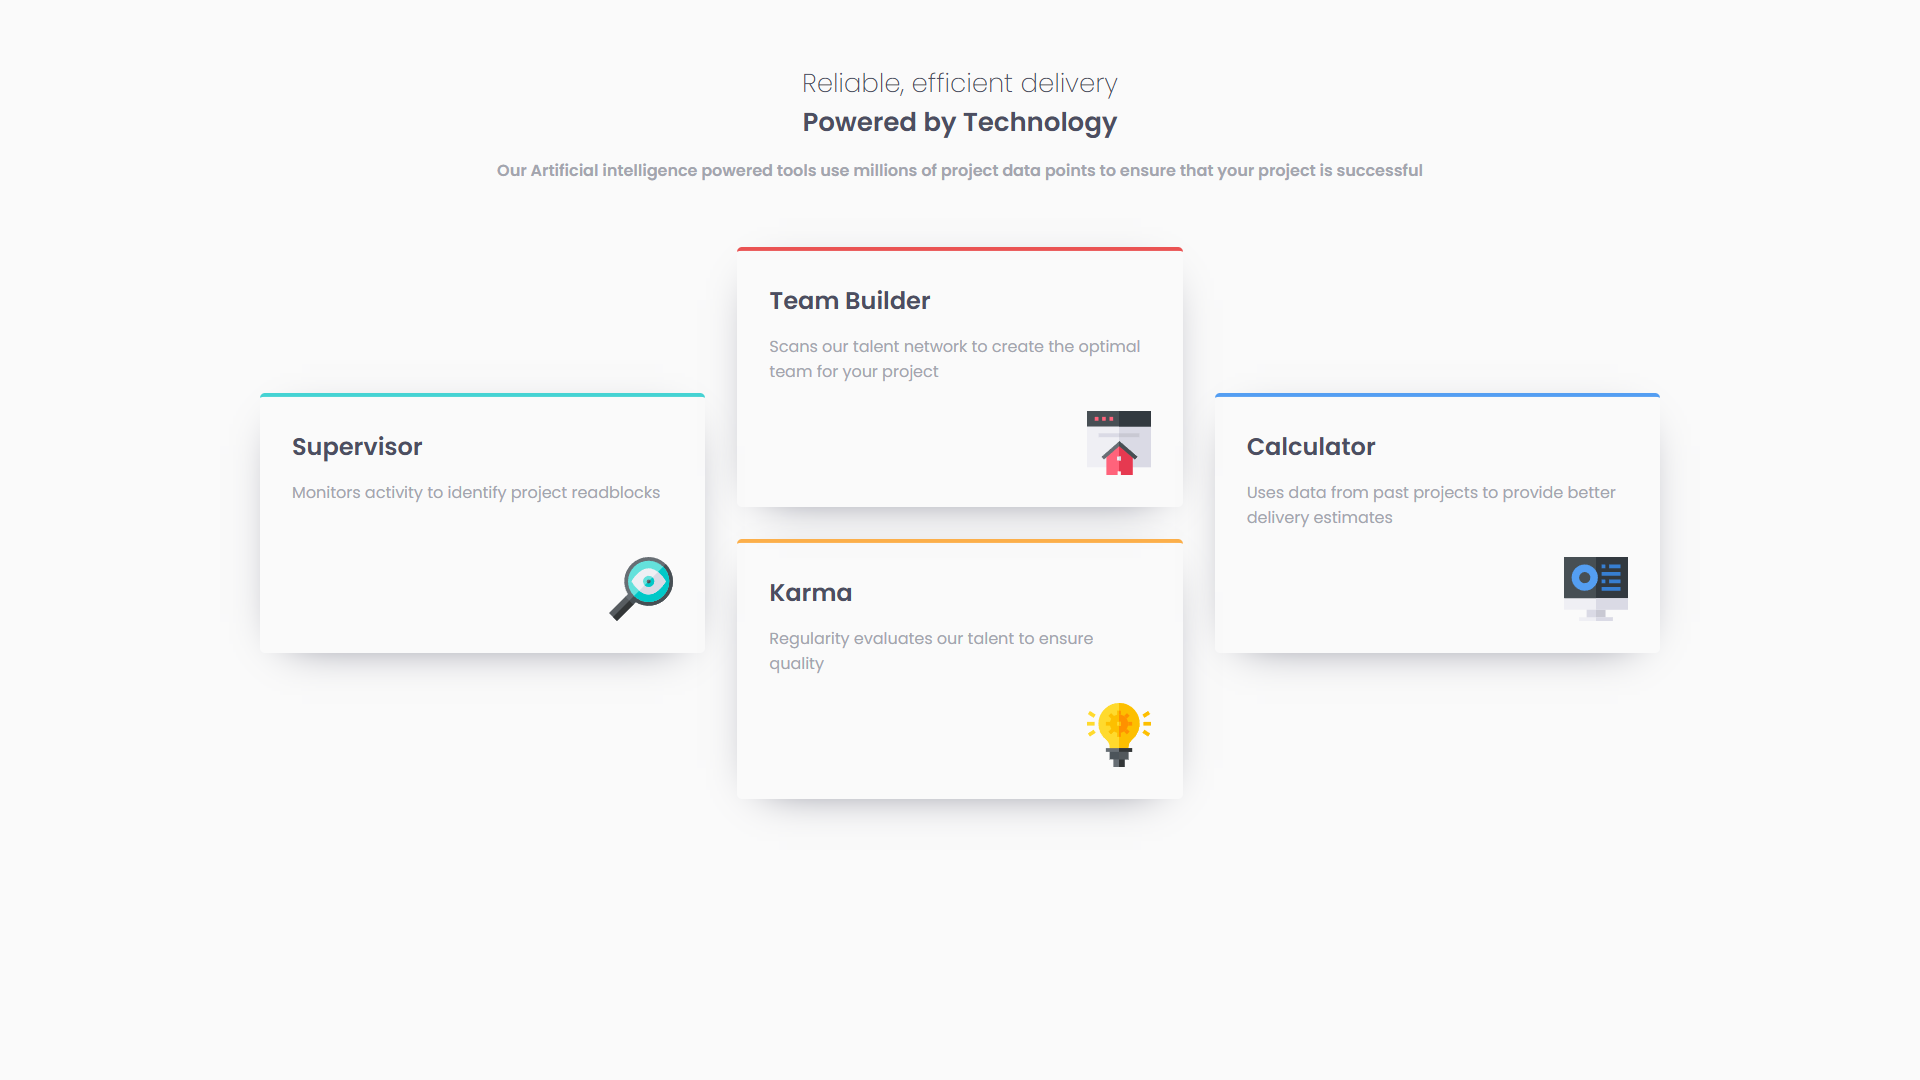 Reliable, efficient delivery
Powered by Technology
Our Artificial intelligence powered tools use millions of project data points to ensure that your project is successful
Supervisor
Monitors activity to identify project readblocks
Team Builder
Scans our talent network to create the optimal
team for your project
Karma
Regularity evaluates our talent to ensure
quality
Calculator
Uses data from past projects to provide better
delivery estimates